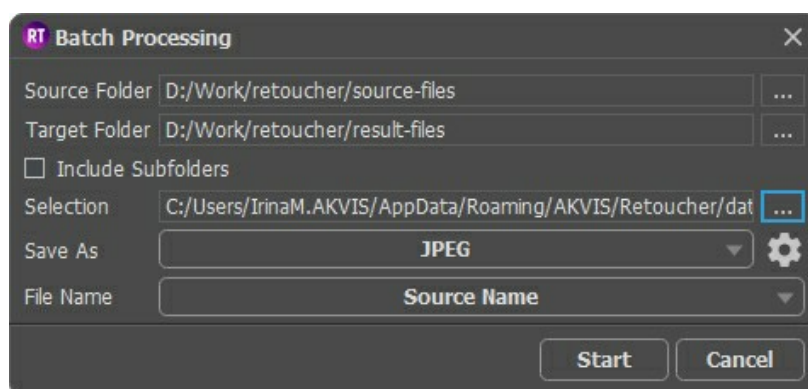 RT Batch Processing
Source Folder D:/Work/retoucher/source-files ...
Target Folder D:/Work/retoucher/result-files ...
Include Subfolders
Selection C:/Users/IrinaM.AKVIS/AppData/Roaming/AKVIS/Retoucher/dat ...
Save As JPEG
File Name Source Name
Start Cancel